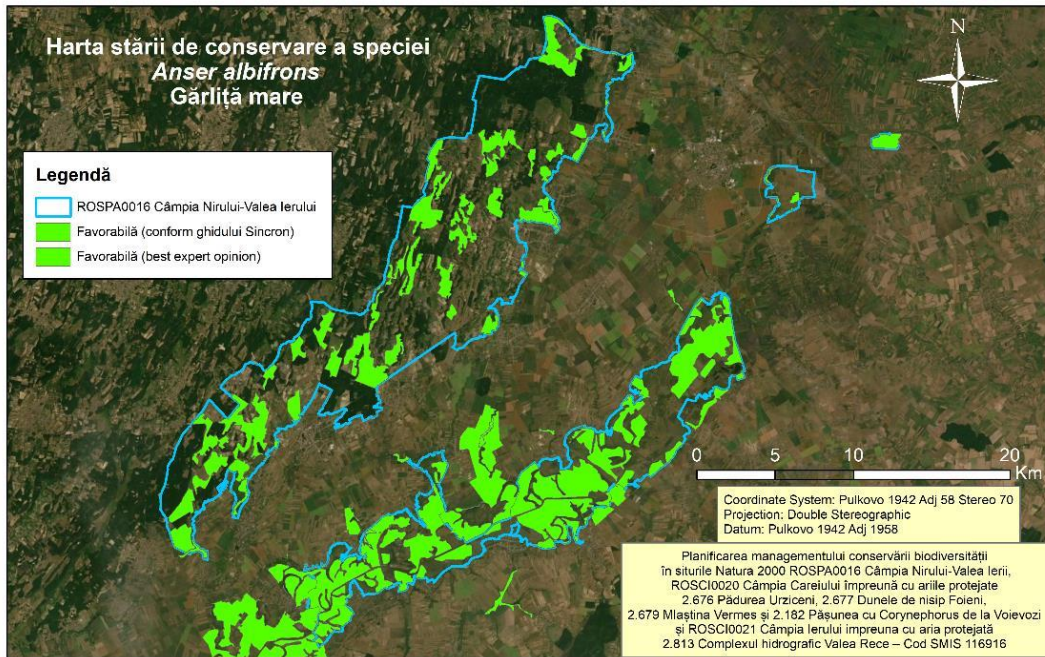 Harta stării de conservare a speciei
Anser albifrons
Gărliță mare
N
Legendă
ROSPA0016 Câmpia Nirului-Valea Ierului
Favorabilă (conform ghidului Sincron)
Favorabilă (best expert opinion)
0 5 10 20
Km
Coordinate System: Pulkovo 1942 Adj 58 Stereo 70
Projection: Double Stereographic
Datum: Pulkovo 1942 Adj 1958
Planificarea managementului conservării biodiversității
în siturile Natura 2000 ROSPA0016 Câmpia Nirului-Valea Ierii,
ROSCI0020 Câmpia Careiului împreună cu ariile protejate
2.676 Pădurea Urziceni, 2.677 Dunele de nisip Foieni,
2.679 Mlaștina Vermes și 2.182 Pășunea cu Corynephorus de la Voievozi
și ROSCI0021 Câmpia Ierului impreuna cu aria protejată
2.813 Complexul hidrografic Valea Rece – Cod SMIS 116916